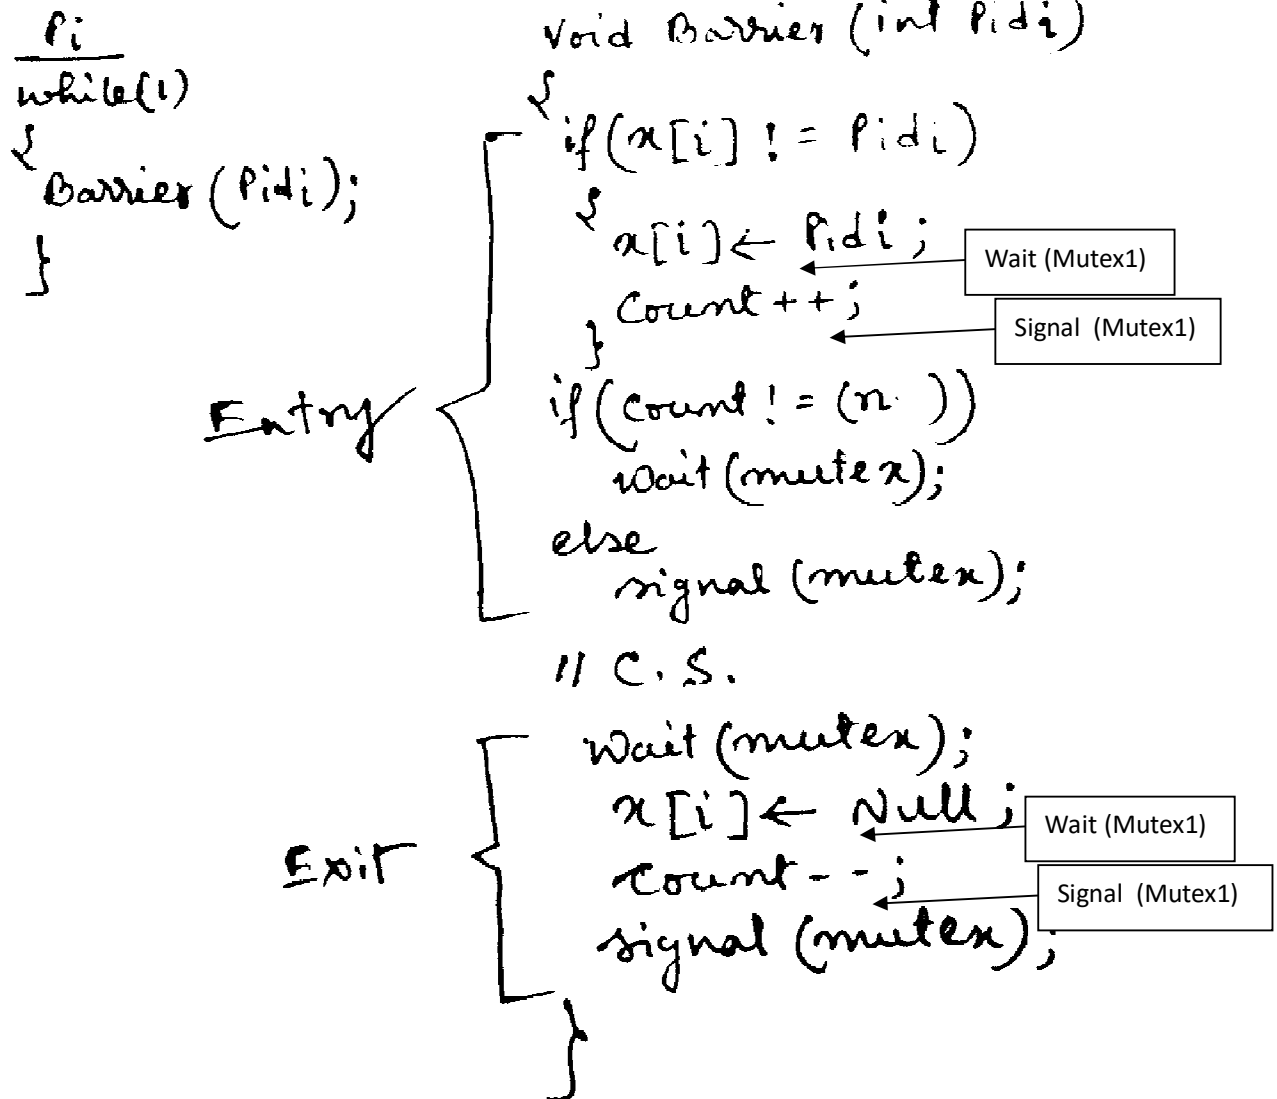 Pi
while(1)
{
Barrier (Pidi);
}
Void Barrier (int Pidi)
{
if (x[i] != Pidi)
{
x[i] ← Pidi;
Wait (Mutex1)
Count ++;
Signal (Mutex1)
}
Entry
if (count != (n ))
wait (mutex);
else
signal (mutex);
// C.S.
Exit
wait (mutex);
x[i] ← Null;
Wait (Mutex1)
count --;
Signal (Mutex1)
signal (mutex);
}